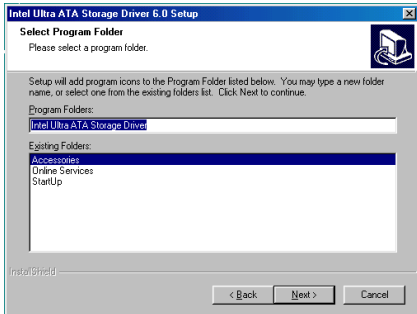 Intel Ultra ATA Storage Driver 6.0 Setup
Select Program Folder
Please select a program folder.
Setup will add program icons to the Program Folder listed below. You may type a new folder
name, or select one from the existing folders list. Click Next to continue.
Program Folders:
Intel Ultra ATA Storage Driver
Existing Folders:
Accessories
Online Services
StartUp
InstallShield
< Back
Next >
Cancel